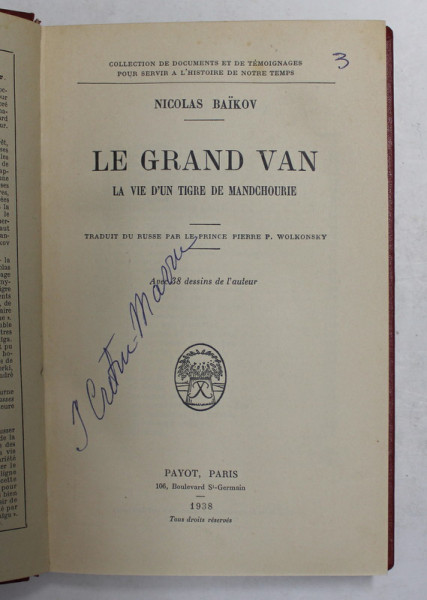 COLLECTION DE DOCUMENTS ET DE TÉMOIGNAGES
POUR SERVIR A L'HISTOIRE DE NOTRE TEMPS
3
NICOLAS BAÏKOV
LE GRAND VAN
LA VIE D'UN TIGRE DE MANDCHOURIE
TRADUIT DU RUSSE PAR LE PRINCE PIERRE P. WOLKONSKY
Avec 38 dessins de l'auteur
PAYOT, PARIS
106, Boulevard St-Germain
1938
Tous droits réservés